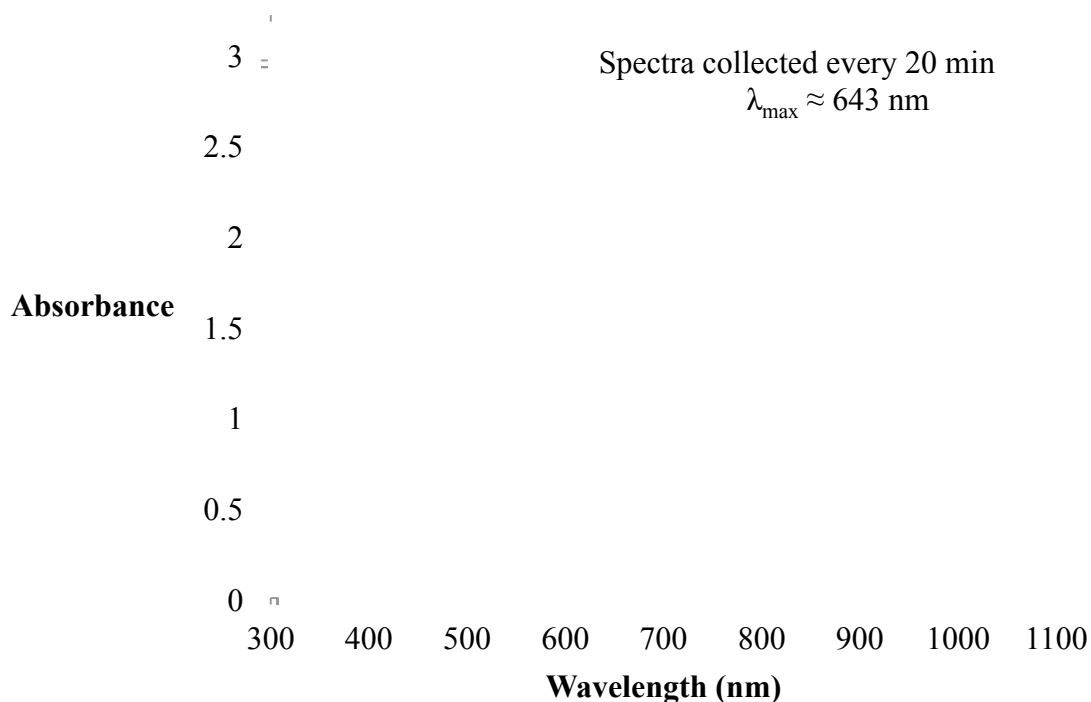 Spectra collected every 20 min
λmax ≈ 643 nm
3
2.5
2
Absorbance
1.5
1
0.5
0
300 400 500 600 700 800 900 1000 1100
Wavelength (nm)